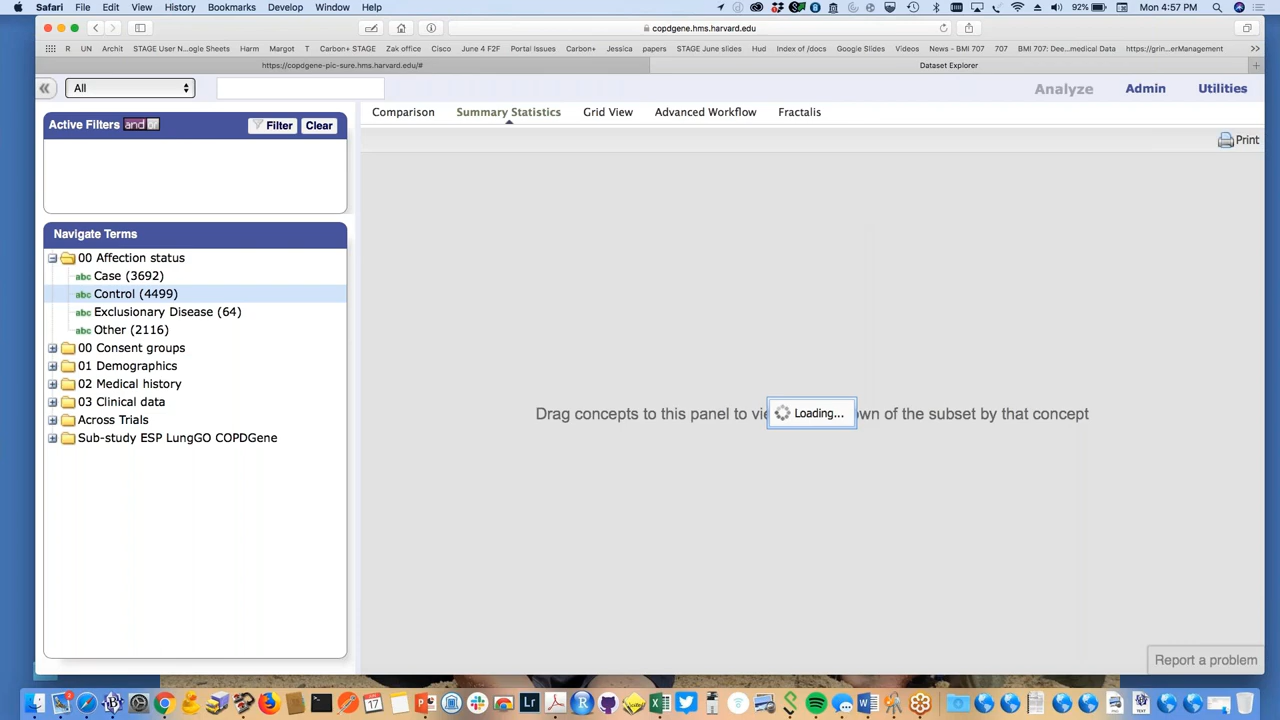 Safari File Edit View History Bookmarks Develop Window Help 92% Mon 4:57 PM
copdgene.hms.harvard.edu
R UN Archit STAGE User N...gle Sheets Harm Margot T Carbon+ STAGE Zak office Cisco June 4 F2F Portal Issues Carbon+ Jessica papers STAGE June slides Hud Index of /docs Google Slides Videos News - BMI 707 707 BMI 707: Dee...medical Data https://grin...erManagement >>
https://copdgene-pic-sure.hms.harvard.edu/# Dataset Explorer +
All Analyze Admin Utilities
Active Filters and or Filter Clear
Comparison Summary Statistics Grid View Advanced Workflow Fractalis
Print
Navigate Terms
00 Affection status
abc Case (3692)
abc Control (4499)
abc Exclusionary Disease (64)
abc Other (2116)
00 Consent groups
01 Demographics
02 Medical history
03 Clinical data
Across Trials
Sub-study ESP LungGO COPDGene
Drag concepts to this panel to vie Loading... own of the subset by that concept
Report a problem
17 Lr R